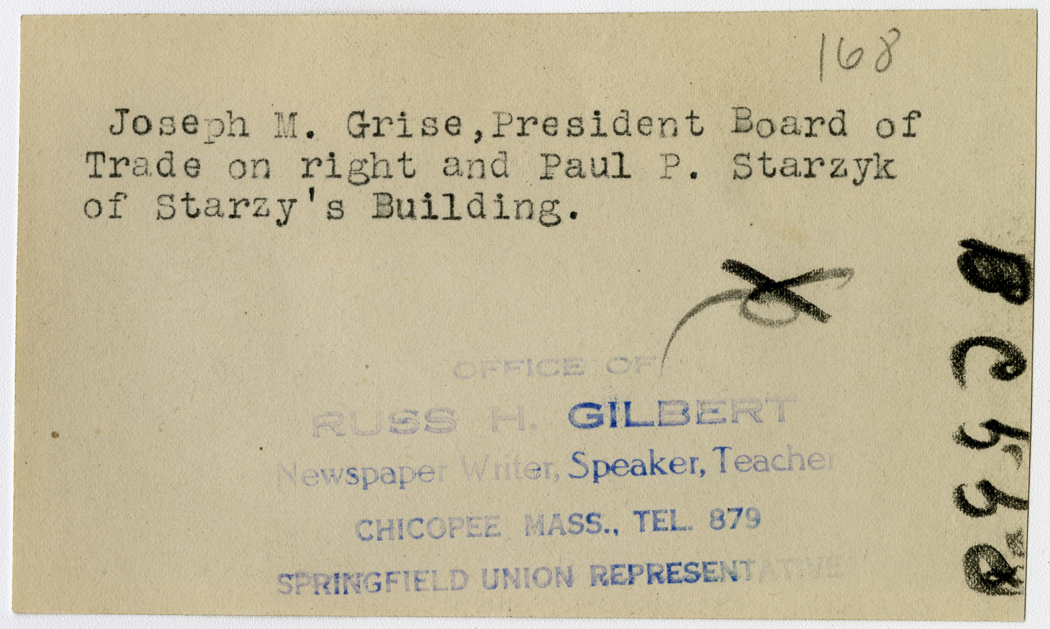 168
Joseph M. Grise,President Board of
Trade on right and Paul P. Starzyk
of Starzy's Building.
OFFICE OF
RUSS H. GILBERT
Newspaper Writer, Speaker, Teacher
CHICOPEE MASS., TEL. 879
SPRINGFIELD UNION REPRESENTATIVE